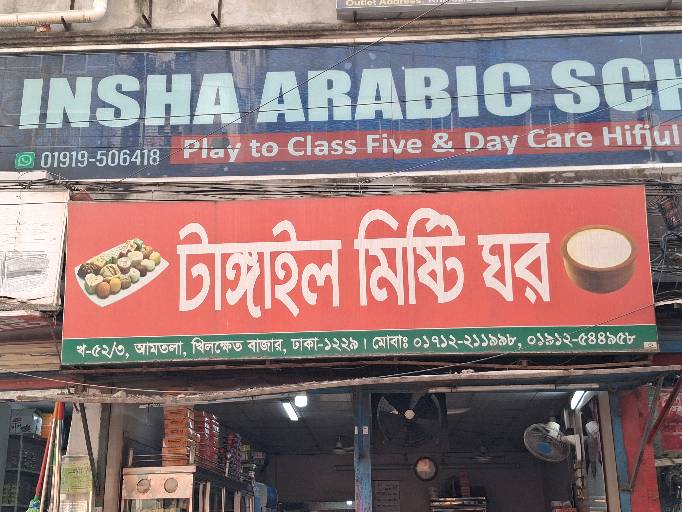 INSHA ARABIC SCH
01919-506418
Play to Class Five & Day Care Hifjul
টাঙ্গাইল মিষ্টি ঘর
খ-৫২/৩, আমতলা, খিলক্ষেত বাজার, ঢাকা-১২২৯। মোবাঃ ০১৭১২-২১১৯৯৮, ০১৯১২-৫৪৪৯৫৮